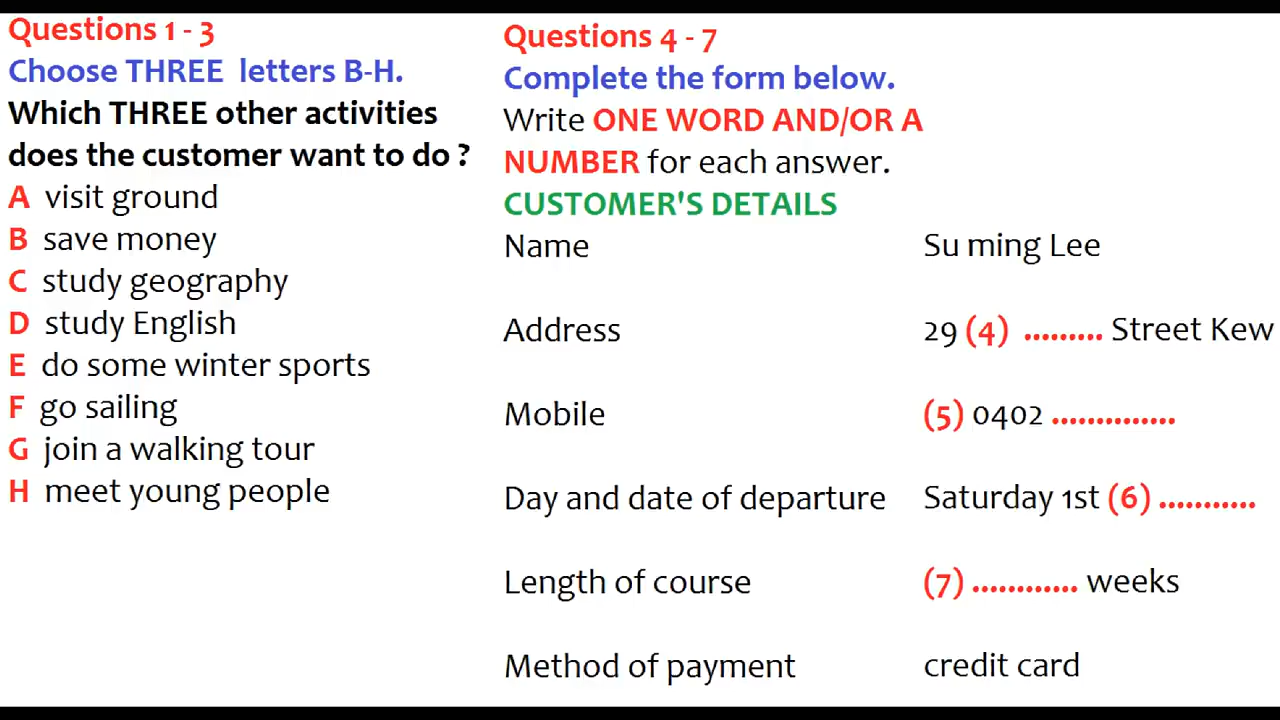 Questions 1 - 3
Choose THREE letters B-H.
Which THREE other activities
does the customer want to do ?
A visit ground
B save money
C study geography
D study English
E do some winter sports
F go sailing
G join a walking tour
H meet young people
Questions 4 - 7
Complete the form below.
Write ONE WORD AND/OR A
NUMBER for each answer.
CUSTOMER'S DETAILS
Name Su ming Lee
Address 29 (4) ......... Street Kew
Mobile (5) 0402 ..............
Day and date of departure Saturday 1st (6) ...........
Length of course (7) ............ weeks
Method of payment credit card